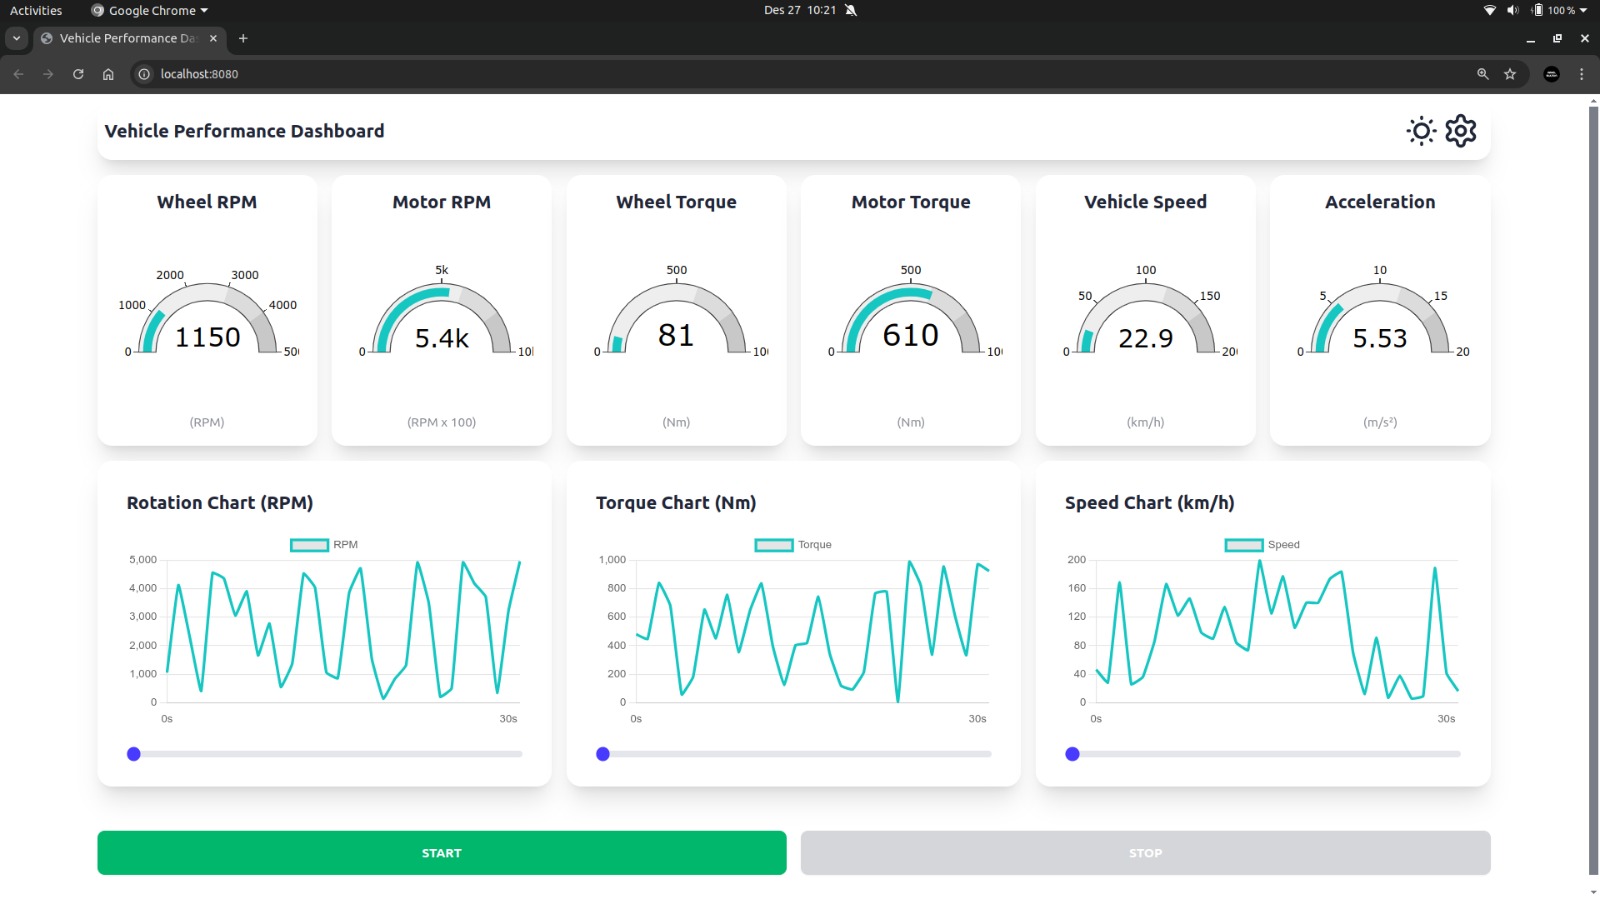 Activities Google Chrome Des 27 10:21 100 %
Vehicle Performance Da
localhost:8080
Vehicle Performance Dashboard
Wheel RPM
0 1000 2000 3000 4000 500
1150
(RPM)
Motor RPM
0 5k 10
5.4k
(RPM x 100)
Wheel Torque
0 500 10
81
(Nm)
Motor Torque
0 500 10
610
(Nm)
Vehicle Speed
0 50 100 150 20
22.9
(km/h)
Acceleration
0 5 10 15 20
5.53
(m/s²)
Rotation Chart (RPM)
RPM
5,000
4,000
3,000
2,000
1,000
0
0s 30s
Torque Chart (Nm)
Torque
1,000
800
600
400
200
0
0s 30s
Speed Chart (km/h)
Speed
200
160
120
80
40
0
0s 30s
START STOP